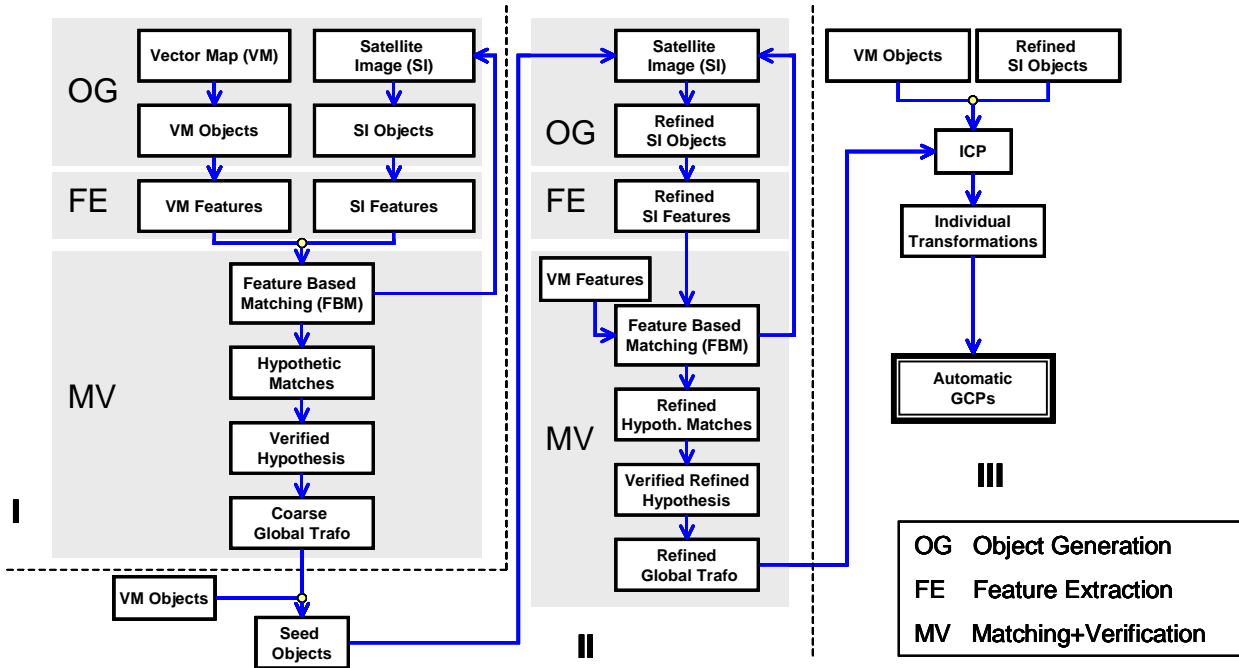 OG
Vector Map (VM)
Satellite
Image (SI)
VM Objects
SI Objects
FE
VM Features
SI Features
MV
Feature Based
Matching (FBM)
Hypothetic
Matches
Verified
Hypothesis
Coarse
Global Trafo
I
VM Objects
Seed
Objects
OG
Satellite
Image (SI)
Refined
SI Objects
FE
Refined
SI Features
MV
VM Features
Feature Based
Matching (FBM)
Refined
Hypoth. Matches
Verified Refined
Hypothesis
Refined
Global Trafo
II
VM Objects
Refined
SI Objects
ICP
Individual
Transformations
Automatic
GCPs
III
OG Object Generation
FE Feature Extraction
MV Matching+Verification